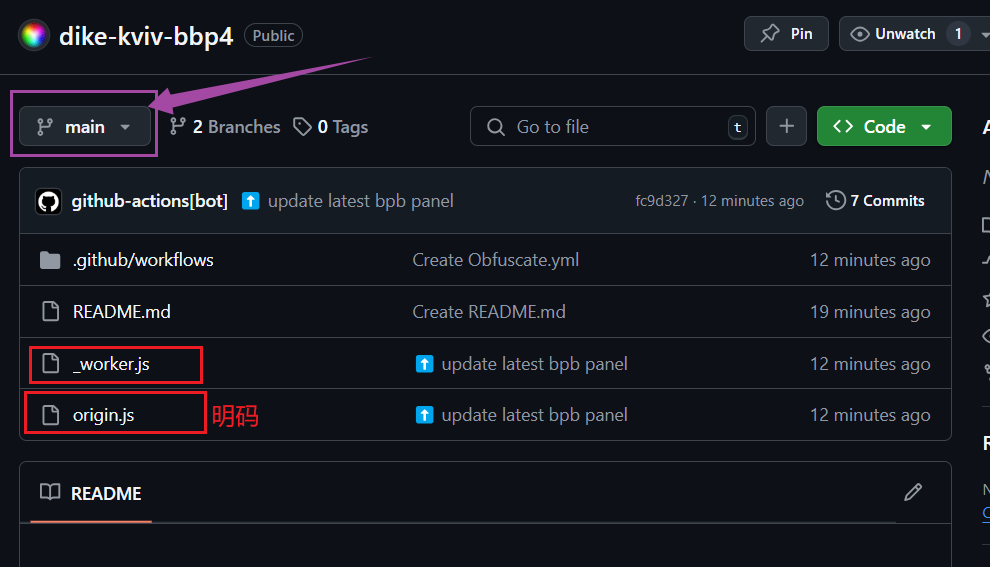 dike-kviv-bbp4 Public Pin Unwatch 1
main 2 Branches 0 Tags Go to file t Code
github-actions[bot] update latest bpb panel fc9d327 · 12 minutes ago 7 Commits
.github/workflows Create Obfuscate.yml 12 minutes ago
README.md Create README.md 19 minutes ago
_worker.js update latest bpb panel 12 minutes ago
origin.js 明码 update latest bpb panel 12 minutes ago
README